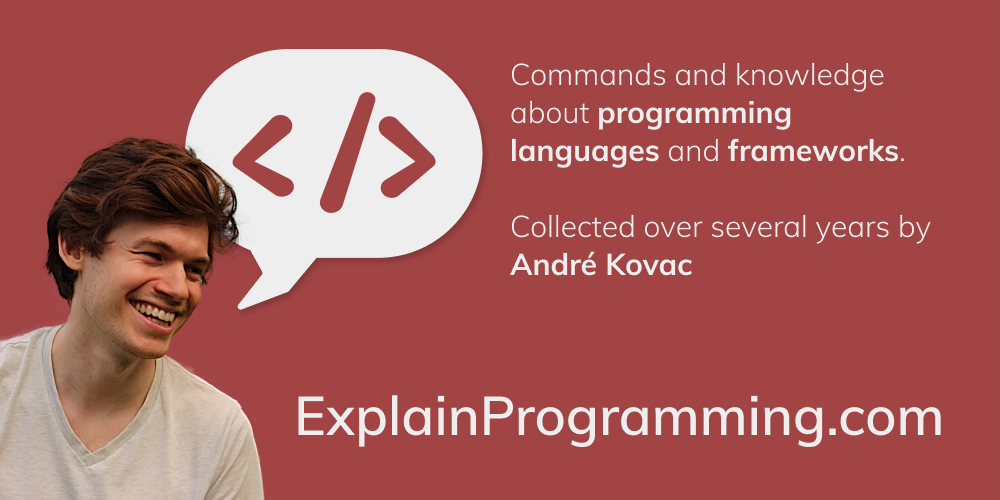 </>
Commands and knowledge
about programming
languages and frameworks.
Collected over several years by
André Kovac
ExplainProgramming.com